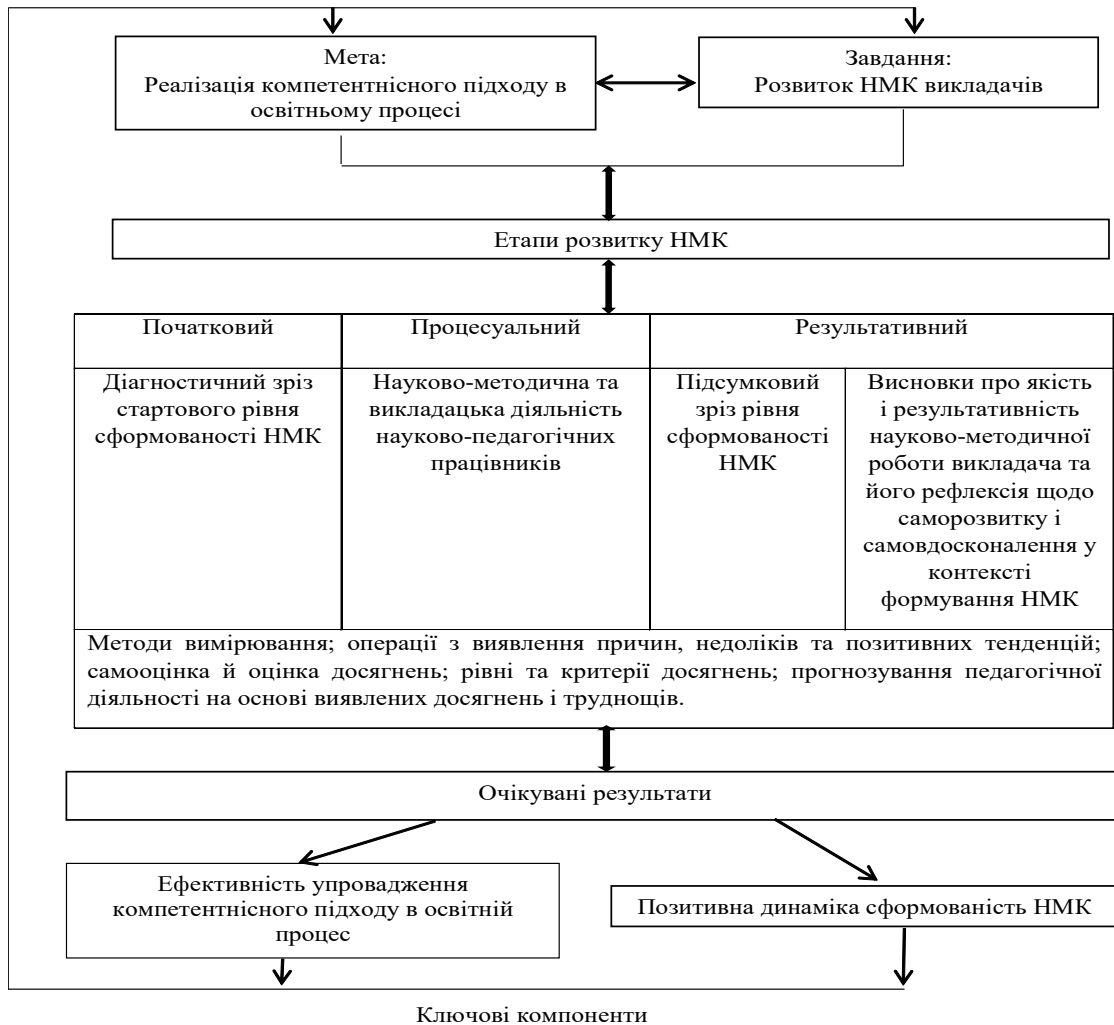 Мета:
Реалізація компетентнісного підходу в
освітньому процесі
Завдання:
Розвиток НМК викладачів
Етапи розвитку НМК
Початковий
Процесуальний
Результативний
Діагностичний зріз
стартового рівня
сформованості НМК
Науково-методична та
викладацька діяльність
науково-педагогічних
працівників
Підсумковий
зріз рівня
сформованості
НМК
Висновки про якість
і результативність
науково-методичної
роботи викладача та
його рефлексія щодо
саморозвитку і
самовдосконалення у
контексті
формування НМК
Методи вимірювання; операції з виявлення причин, недоліків та позитивних тенденцій;
самооцінка й оцінка досягнень; рівні та критерії досягнень; прогнозування педагогічної
діяльності на основі виявлених досягнень і труднощів.
Очікувані результати
Ефективність упровадження
компетентнісного підходу в освітній
процес
Позитивна динаміка сформованість НМК
Ключові компоненти